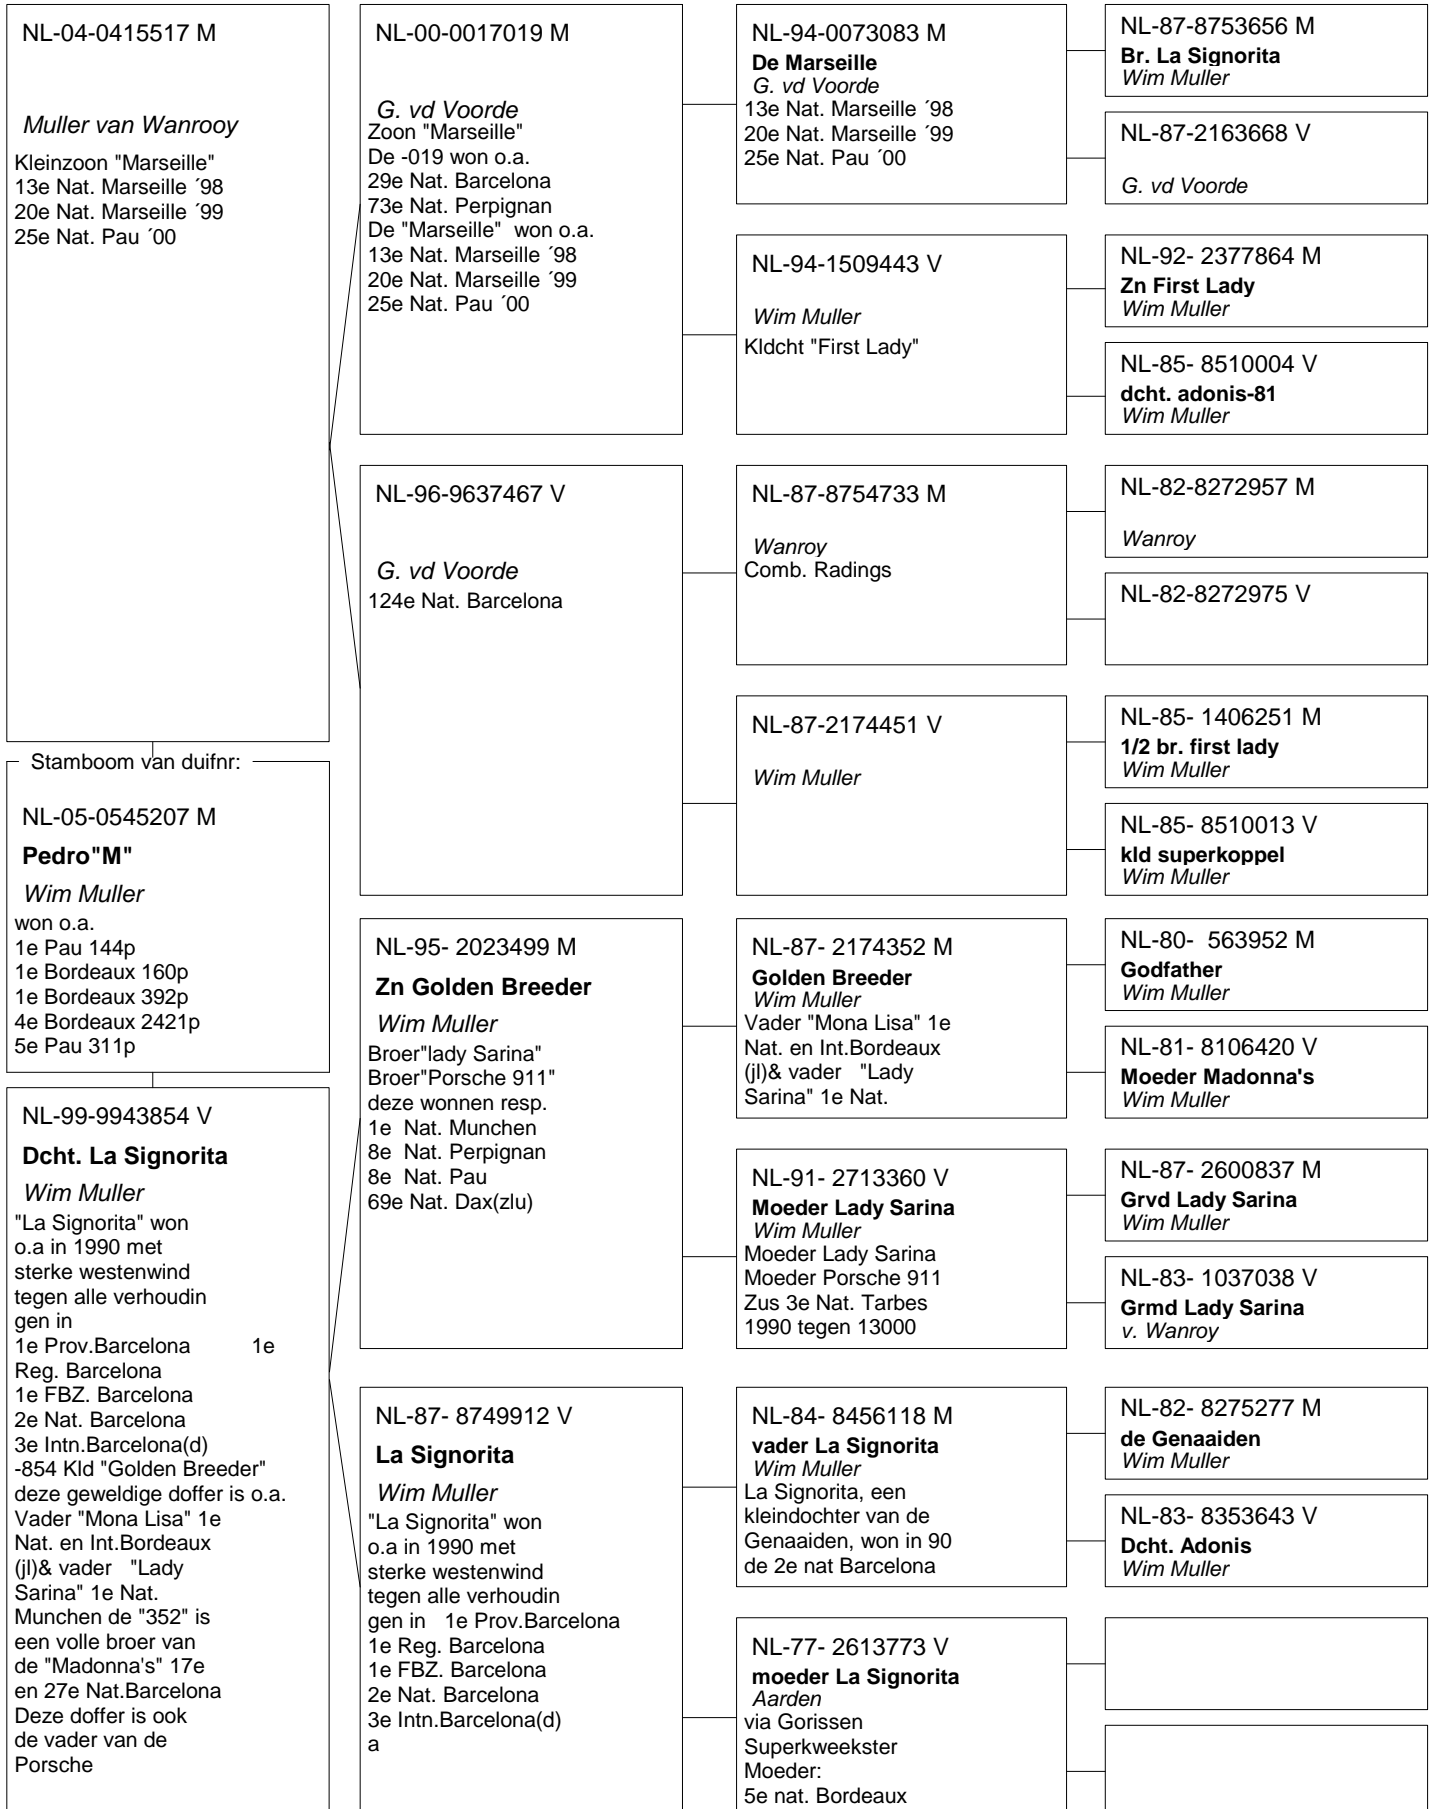 NL-04-0415517 M
Muller van Wanrooy
Kleinzoon "Marseille"
13e Nat. Marseille ´98
20e Nat. Marseille ´99
25e Nat. Pau ´00
Stamboom van duifnr:
NL-05-0545207 M
Pedro"M"
Wim Muller
won o.a.
1e Pau 144p
1e Bordeaux 160p
1e Bordeaux 392p
4e Bordeaux 2421p
5e Pau 311p
NL-99-9943854 V
Dcht. La Signorita
Wim Muller
"La Signorita" won
o.a in 1990 met
sterke westenwind
tegen alle verhoudin
gen in
1e Prov.Barcelona 1e
Reg. Barcelona
1e FBZ. Barcelona
2e Nat. Barcelona
3e Intn.Barcelona(d)
-854 Kld "Golden Breeder"
deze geweldige doffer is o.a.
Vader "Mona Lisa" 1e
Nat. en Int.Bordeaux
(jl)& vader "Lady
Sarina" 1e Nat.
Munchen de "352" is
een volle broer van
de "Madonna's" 17e
en 27e Nat.Barcelona
Deze doffer is ook
de vader van de
Porsche
NL-00-0017019 M
G. vd Voorde
Zoon "Marseille"
De -019 won o.a.
29e Nat. Barcelona
73e Nat. Perpignan
De "Marseille" won o.a.
13e Nat. Marseille ´98
20e Nat. Marseille ´99
25e Nat. Pau ´00
NL-96-9637467 V
G. vd Voorde
124e Nat. Barcelona
NL-95- 2023499 M
Zn Golden Breeder
Wim Muller
Broer"lady Sarina"
Broer"Porsche 911"
deze wonnen resp.
1e Nat. Munchen
8e Nat. Perpignan
8e Nat. Pau
69e Nat. Dax(zlu)
NL-87- 8749912 V
La Signorita
Wim Muller
"La Signorita" won
o.a in 1990 met
sterke westenwind
tegen alle verhoudin
gen in 1e Prov.Barcelona
1e Reg. Barcelona
1e FBZ. Barcelona
2e Nat. Barcelona
3e Intn.Barcelona(d)
a
NL-94-0073083 M
De Marseille
G. vd Voorde
13e Nat. Marseille ´98
20e Nat. Marseille ´99
25e Nat. Pau ´00
NL-94-1509443 V
Wim Muller
Kldcht "First Lady"
NL-87-8754733 M
Wanroy
Comb. Radings
NL-87-2174451 V
Wim Muller
NL-87- 2174352 M
Golden Breeder
Wim Muller
Vader "Mona Lisa" 1e
Nat. en Int.Bordeaux
(jl)& vader "Lady
Sarina" 1e Nat.
NL-91- 2713360 V
Moeder Lady Sarina
Wim Muller
Moeder Lady Sarina
Moeder Porsche 911
Zus 3e Nat. Tarbes
1990 tegen 13000
NL-84- 8456118 M
vader La Signorita
Wim Muller
La Signorita, een
kleindochter van de
Genaaiden, won in 90
de 2e nat Barcelona
NL-77- 2613773 V
moeder La Signorita
Aarden
via Gorissen
Superkweekster
Moeder:
5e nat. Bordeaux
NL-87-8753656 M
Br. La Signorita
Wim Muller
NL-87-2163668 V
G. vd Voorde
NL-92- 2377864 M
Zn First Lady
Wim Muller
NL-85- 8510004 V
dcht. adonis-81
Wim Muller
NL-82-8272957 M
Wanroy
NL-82-8272975 V
NL-85- 1406251 M
1/2 br. first lady
Wim Muller
NL-85- 8510013 V
kld superkoppel
Wim Muller
NL-80- 563952 M
Godfather
Wim Muller
NL-81- 8106420 V
Moeder Madonna's
Wim Muller
NL-87- 2600837 M
Grvd Lady Sarina
Wim Muller
NL-83- 1037038 V
Grmd Lady Sarina
v. Wanroy
NL-82- 8275277 M
de Genaaiden
Wim Muller
NL-83- 8353643 V
Dcht. Adonis
Wim Muller